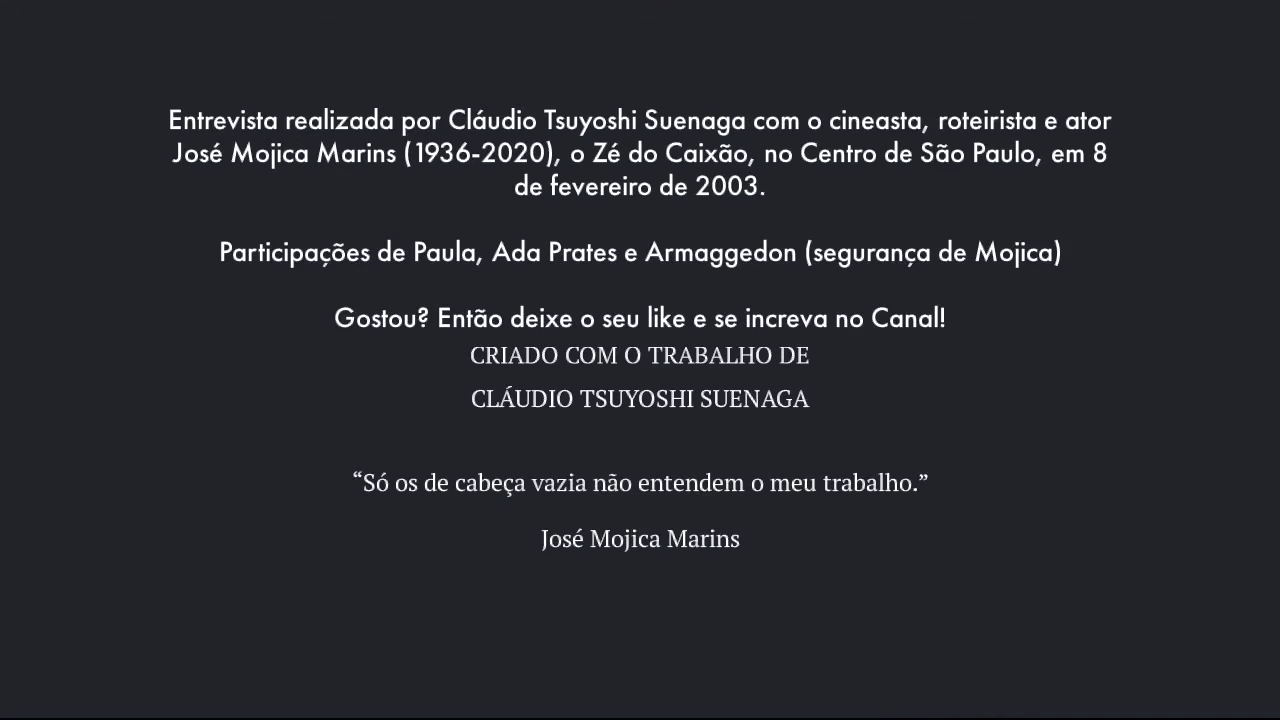 Entrevista realizada por Cláudio Tsuyoshi Suenaga com o cineasta, roteirista e ator
José Mojica Marins (1936-2020), o Zé do Caixão, no Centro de São Paulo, em 8
de fevereiro de 2003.
Participações de Paula, Ada Prates e Armaggedon (segurança de Mojica)
Gostou? Então deixe o seu like e se increva no Canal!
CRIADO COM O TRABALHO DE
CLÁUDIO TSUYOSHI SUENAGA
“Só os de cabeça vazia não entendem o meu trabalho.”
José Mojica Marins